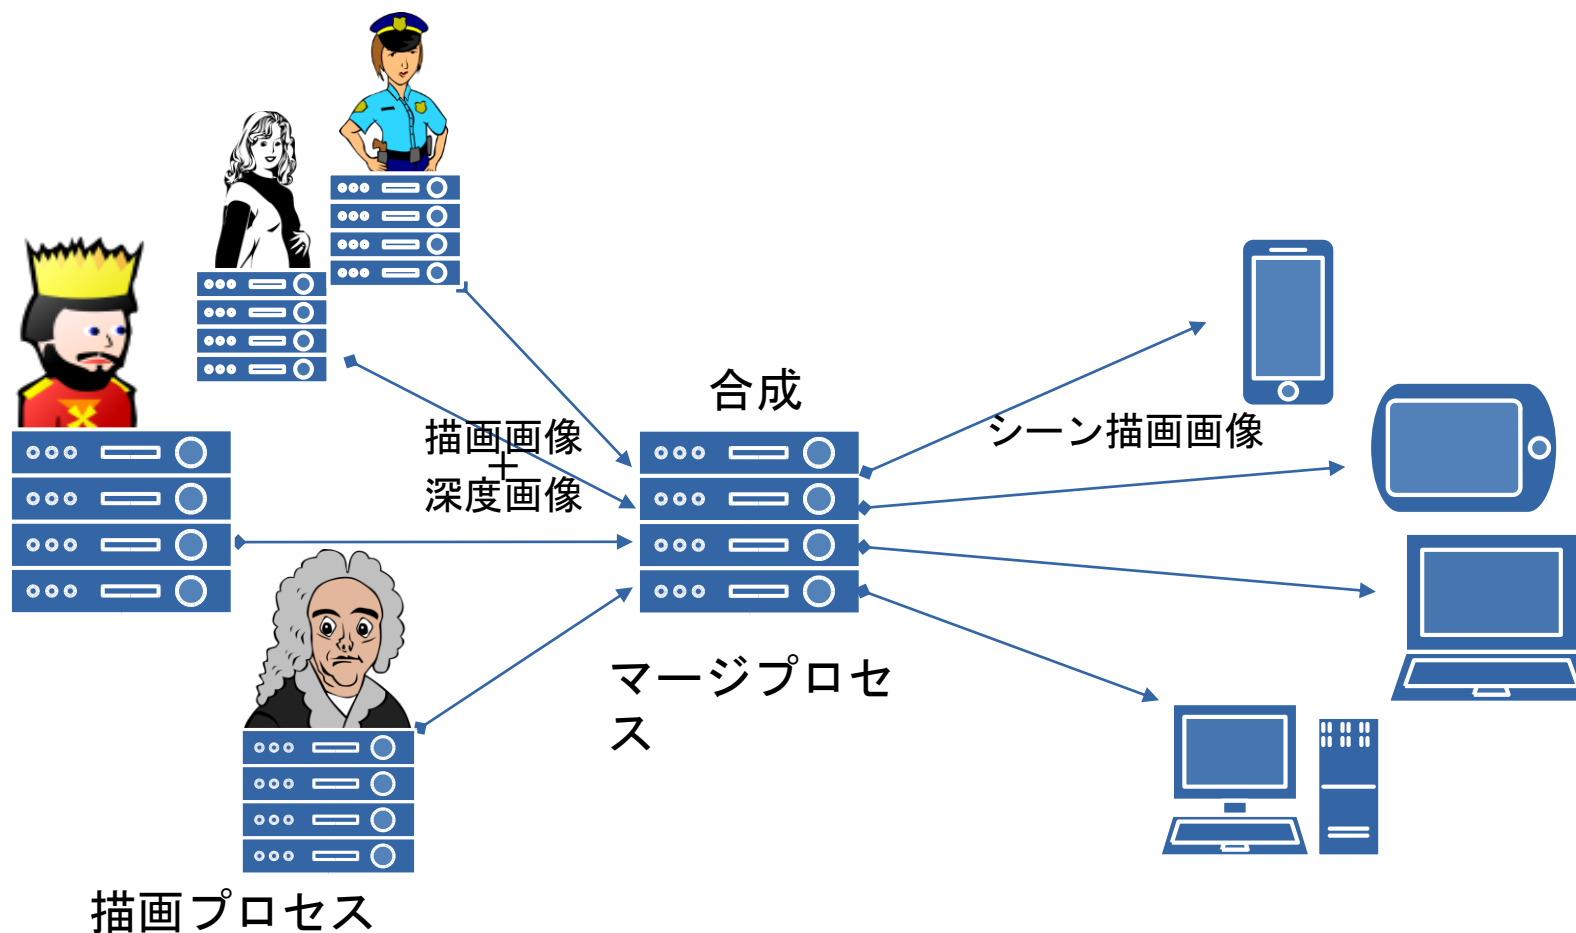 合成
描画画像
＋
深度画像
シーン描画画像
マージプロセ
ス
描画プロセス